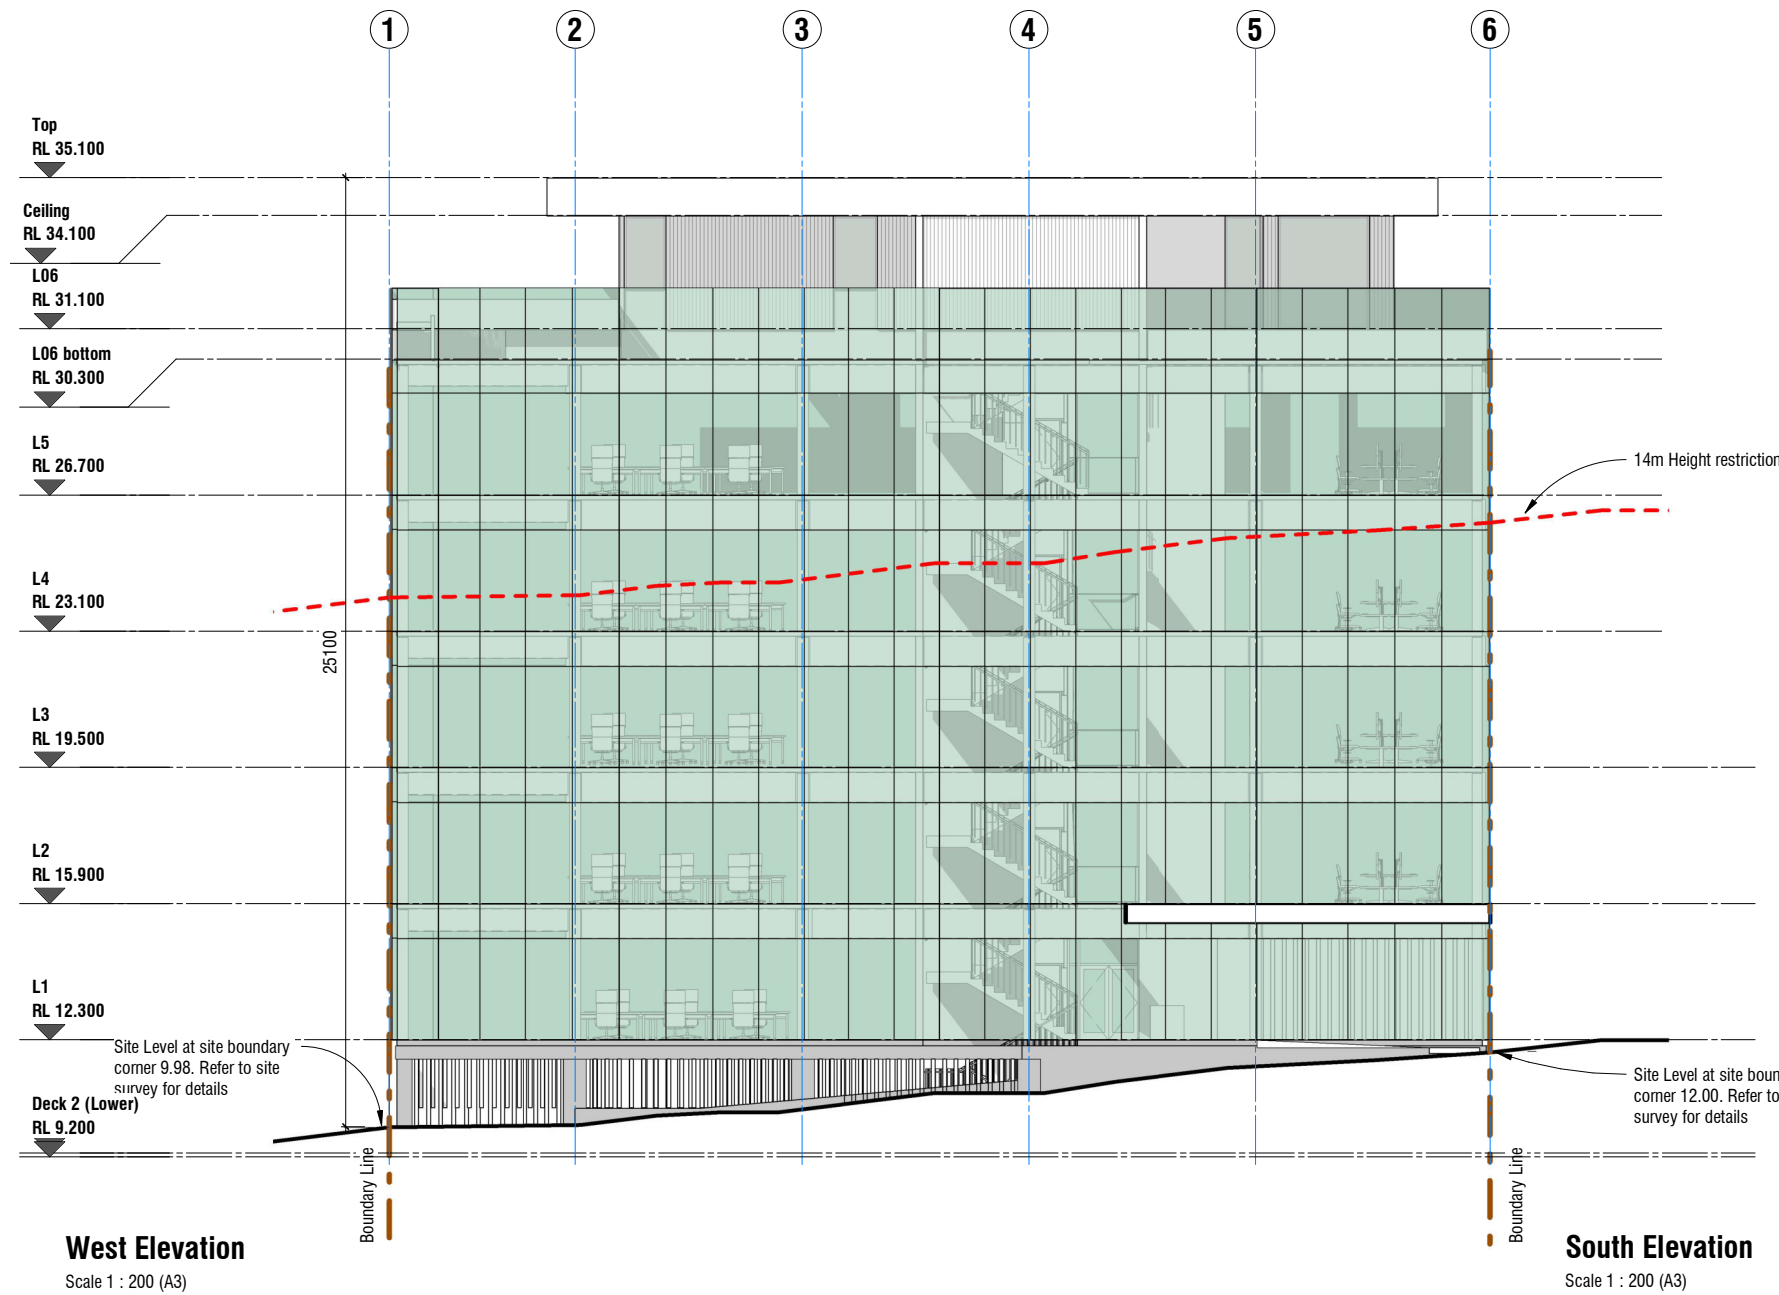 1
2
3
4
5
6
Top
RL 35.100
Ceiling
RL 34.100
L06
RL 31.100
L06 bottom
RL 30.300
L5
RL 26.700
14m Height restriction
L4
RL 23.100
25100
L3
RL 19.500
L2
RL 15.900
L1
RL 12.300
Site Level at site boundary
corner 9.98. Refer to site
survey for details
Deck 2 (Lower)
RL 9.200
Site Level at site boun
corner 12.00. Refer to
survey for details
Boundary Line
Boundary Line
West Elevation
Scale 1 : 200 (A3)
South Elevation
Scale 1 : 200 (A3)